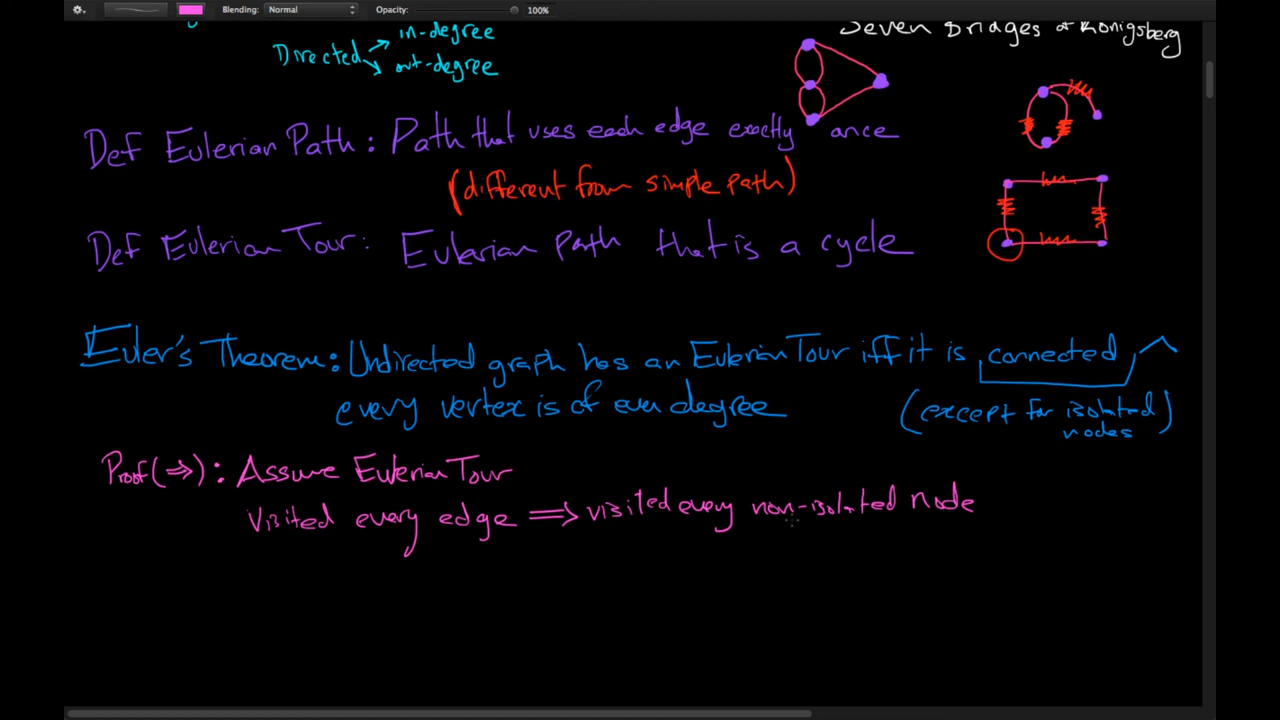 Blending: Normal Opacity: 100%
Seven Bridges of Konigsberg
in-degree
Directed
out-degree
Def Eulerian Path: Path that uses each edge exactly once
(different from simple path)
Def Eulerian Tour: Eulerian Path that is a cycle
Euler's Theorem: Undirected graph has an Eulerian Tour iff it is connected ∧
every vertex is of even degree (except for isolated
nodes)
Proof (⇒): Assume Eulerian Tour
Visited every edge ⟹ visited every non-isolated node